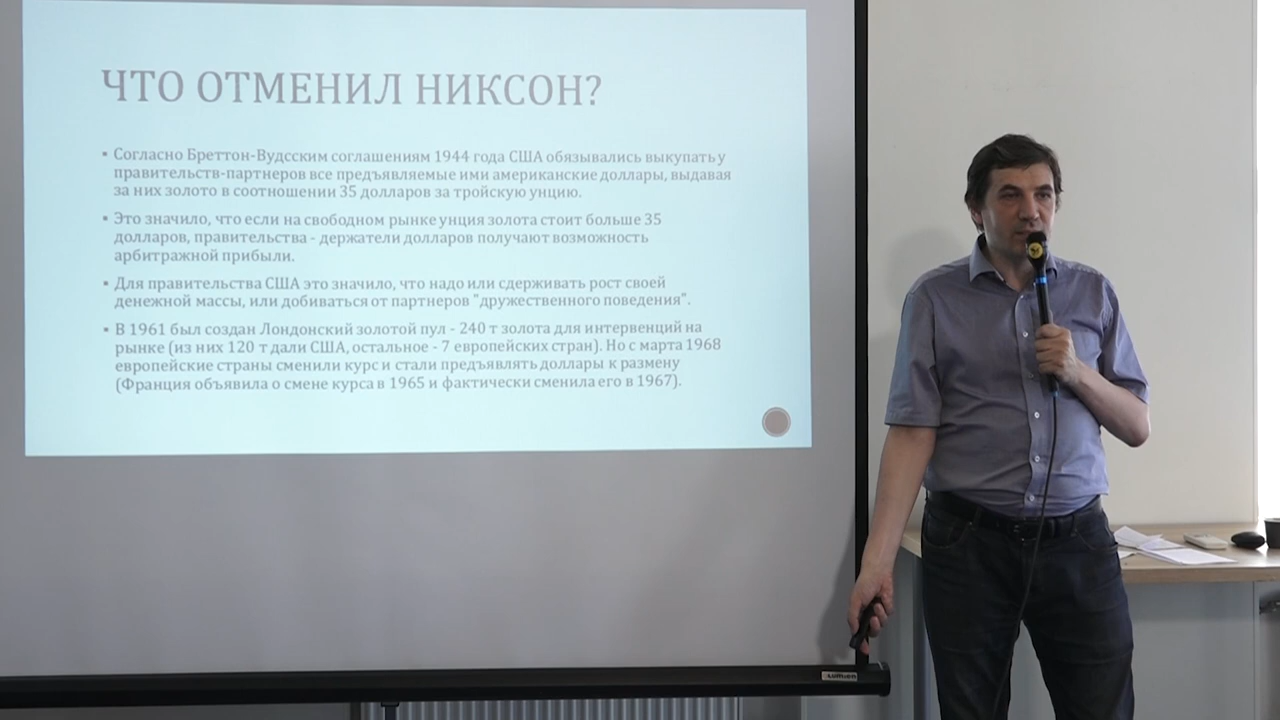 ЧТО ОТМЕНИЛ НИКСОН?
▪ Согласно Бреттон-Вудсским соглашениям 1944 года США обязывались выкупать у
правительств-партнеров все предъявляемые ими американские доллары, выдавая
за них золото в соотношении 35 долларов за тройскую унцию.
▪ Это значило, что если на свободном рынке унция золота стоит больше 35
долларов, правительства - держатели долларов получают возможность
арбитражной прибыли.
▪ Для правительства США это значило, что надо или сдерживать рост своей
денежной массы, или добиваться от партнеров "дружественного поведения".
▪ В 1961 был создан Лондонский золотой пул - 240 т золота для интервенций на
рынке (из них 120 т дали США, остальное - 7 европейских стран). Но с марта 1968
европейские страны сменили курс и стали предъявлять доллары к размену
(Франция объявила о смене курса в 1965 и фактически сменила его в 1967).